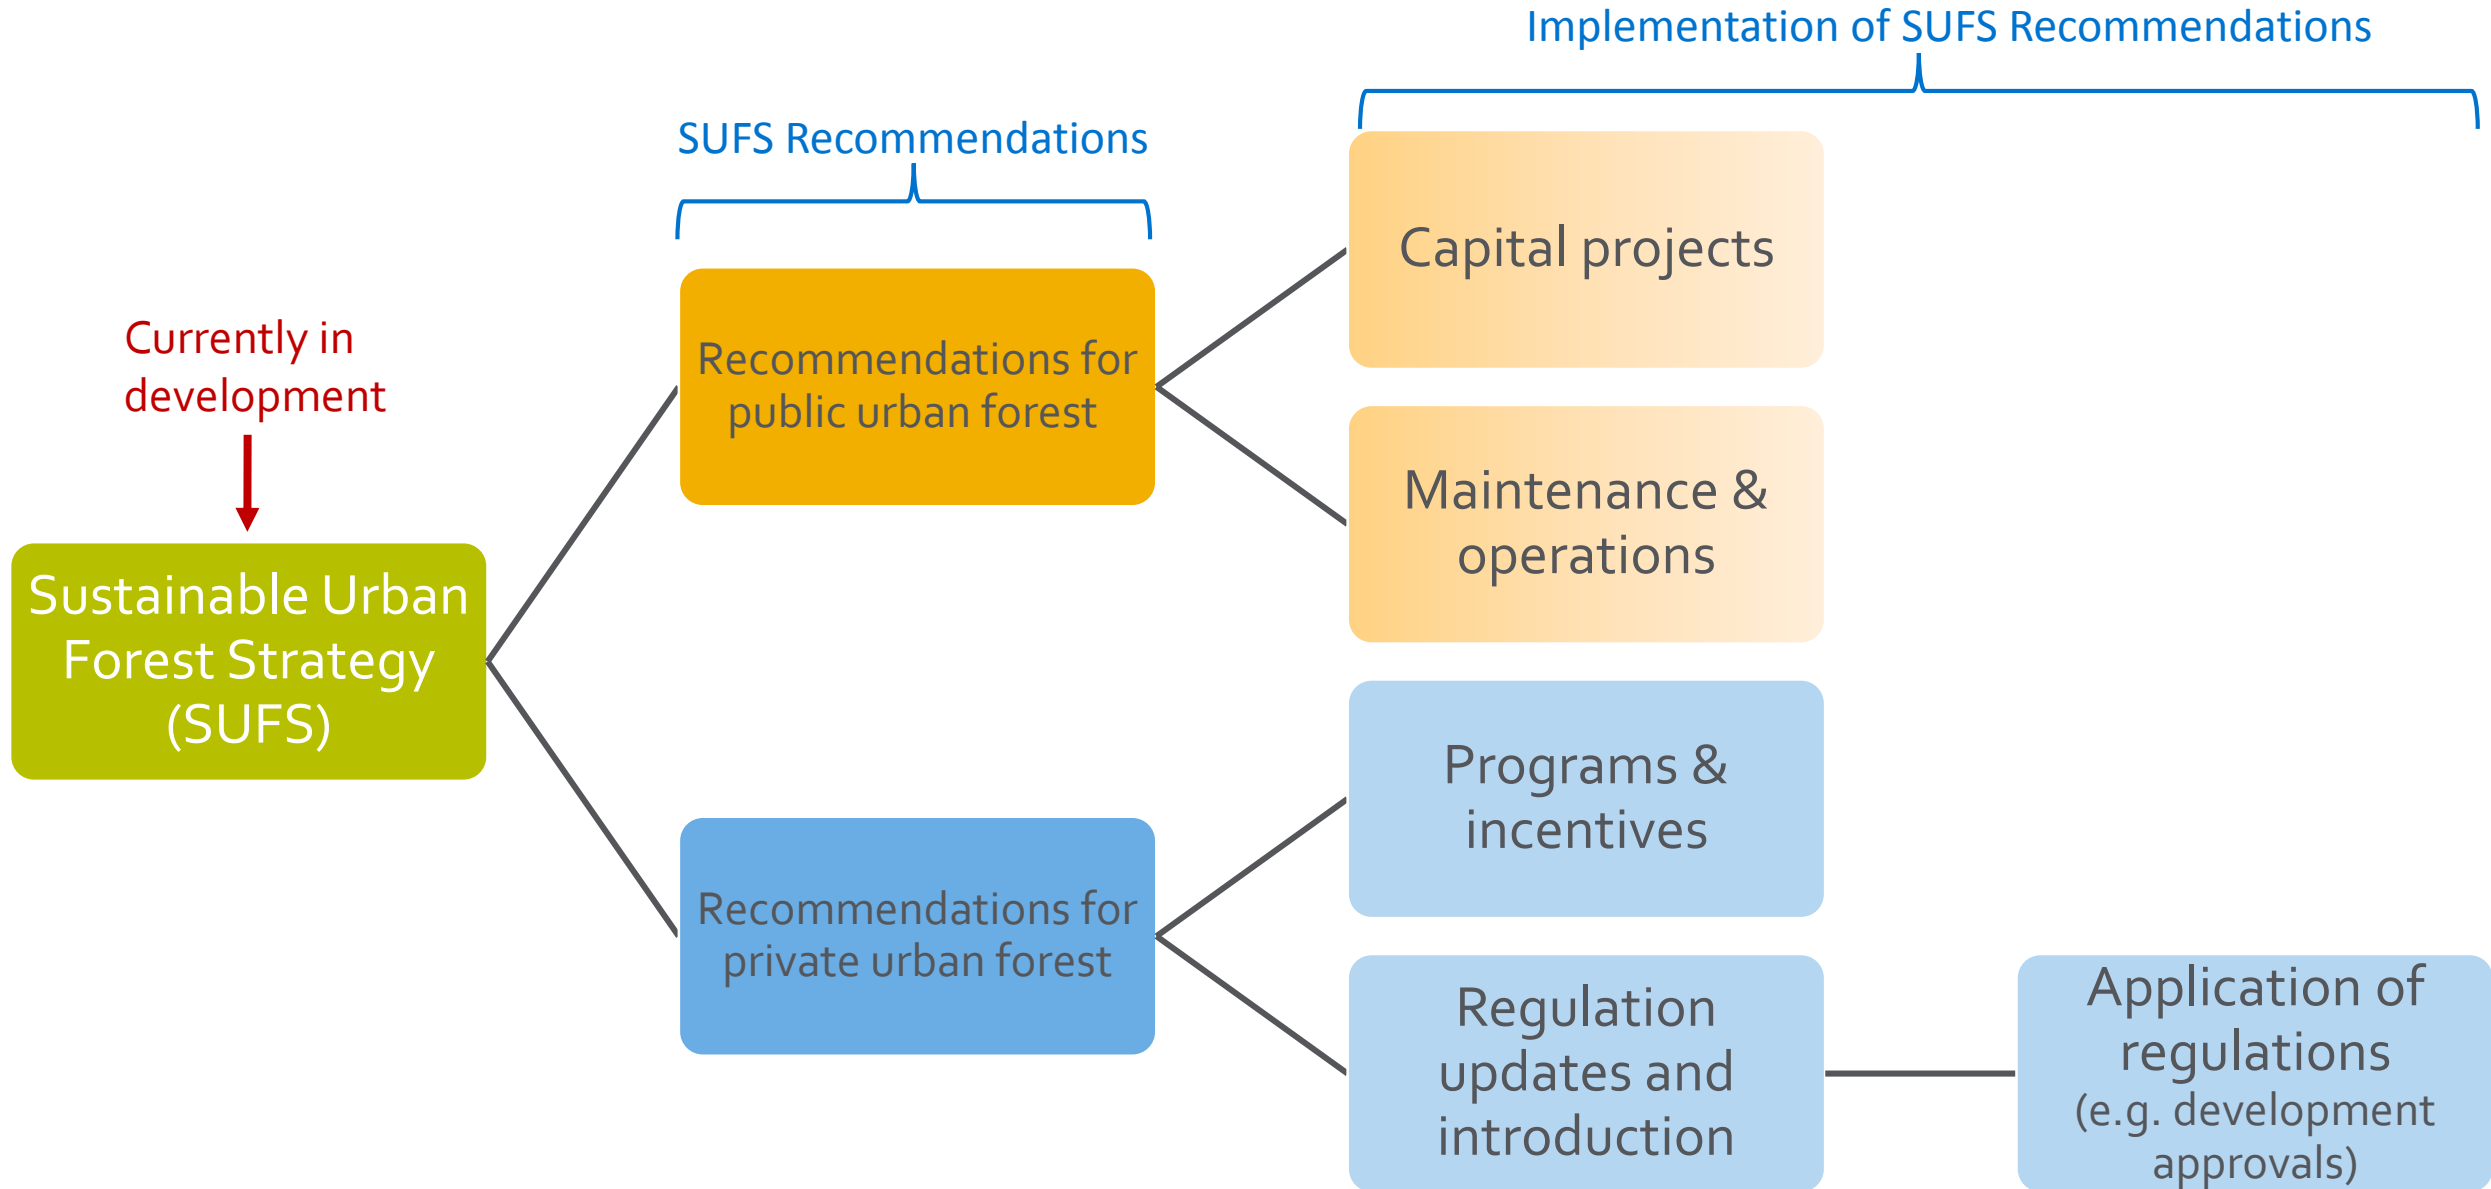 Implementation of SUFS Recommendations
SUFS Recommendations
Currently in
development
Sustainable Urban
Forest Strategy
(SUFS)
Recommendations for
public urban forest
Recommendations for
private urban forest
Capital projects
Maintenance &
operations
Programs &
incentives
Regulation
updates and
introduction
Application of
regulations
(e.g. development
approvals)